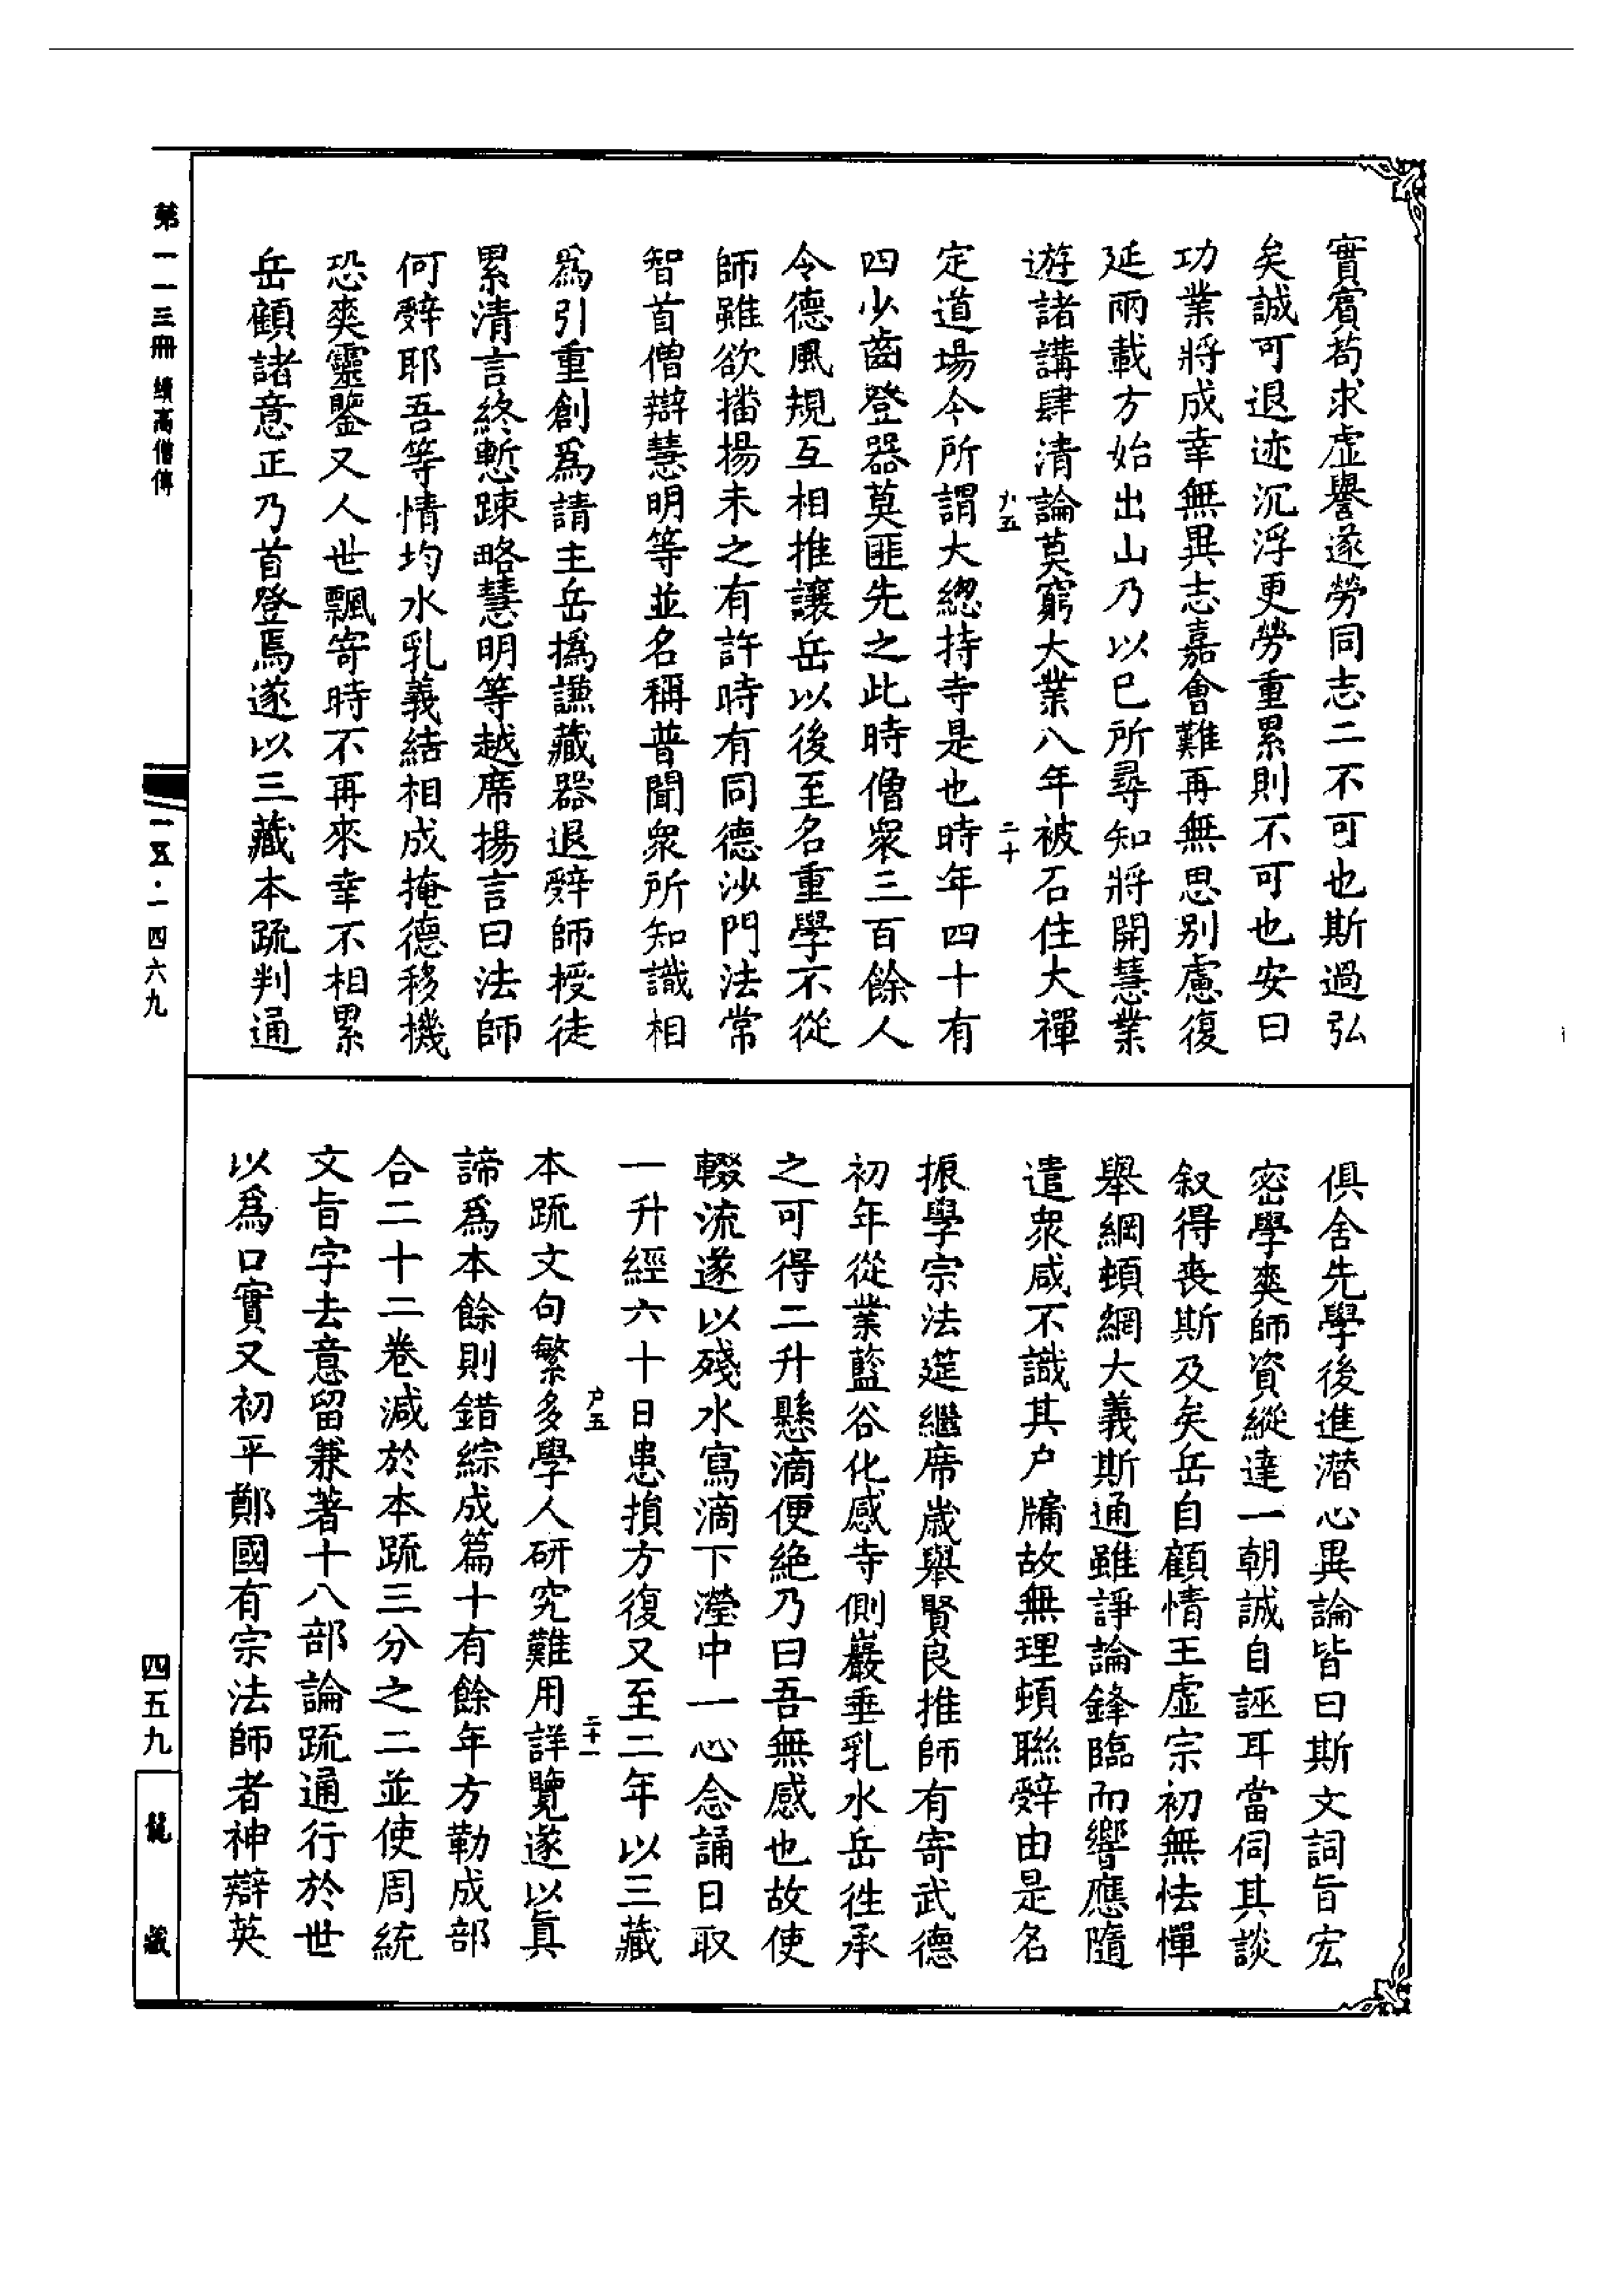 實賓苟求虛譽遂勞同志二不可也斯過弘
矣誠可退迹沉浮更勞重累則不可也安曰
功業將成幸無異志嘉會難再無思别慮復
延兩載方始出山乃以已所尋知將開慧業
遊諸講肆清論莫窮大業八年被召住大禪
户五
二十
定道場今所謂大緫持寺是也時年四十有
四少齒登器莫匪先之此時僧衆三百餘人
令德風規互相推讓岳以後至名重學不從
師雖欲擋揚未之有許時有同德沙門法常
智首僧辯慧明等並名稱普聞衆所知識相
爲引重創爲請主岳撝謙藏器退辤師授徒
累清言終慙踈略慧明等越席揚言曰法師
何辤耶吾等情均水乳義結相成掩德移機
恐爽靈鑒又人世飄寄時不再來幸不相累
岳顧諸意正乃首登焉遂以三藏本疏判通
俱舍先學後進潛心異論皆曰斯文詞旨宏
密學爽師資縱達一朝誠自誣耳當伺其談
叙得喪斯及矣岳自顧情王虛宗初無怯憚
舉綱頓網大義斯通雖諍論鋒臨而響應隨
遣衆咸不識其户牖故無理頓聮辤由是名
振學宗法筵繼席歲舉賢良推師有寄武德
初年從業藍谷化感寺側巖垂乳水岳徃承
之可得二升懸滴便絶乃曰吾無感也故使
輟流遂以殘水寫滴下瀅中一心念誦日取
一升經六十日患損方復又至二年以三藏
户五
二十一
本疏文句繁多學人研究難用詳覽遂以眞
諦爲本餘則錯綜成篇十有餘年方勒成部
合二十二卷减於本疏三分之二並使周統
文旨字去意留兼著十八部論疏通行於世
以爲口實又初平鄭國有宗法師者神辯英
第一一三冊 續高僧傳
一五·一四六九
四五九
龍藏